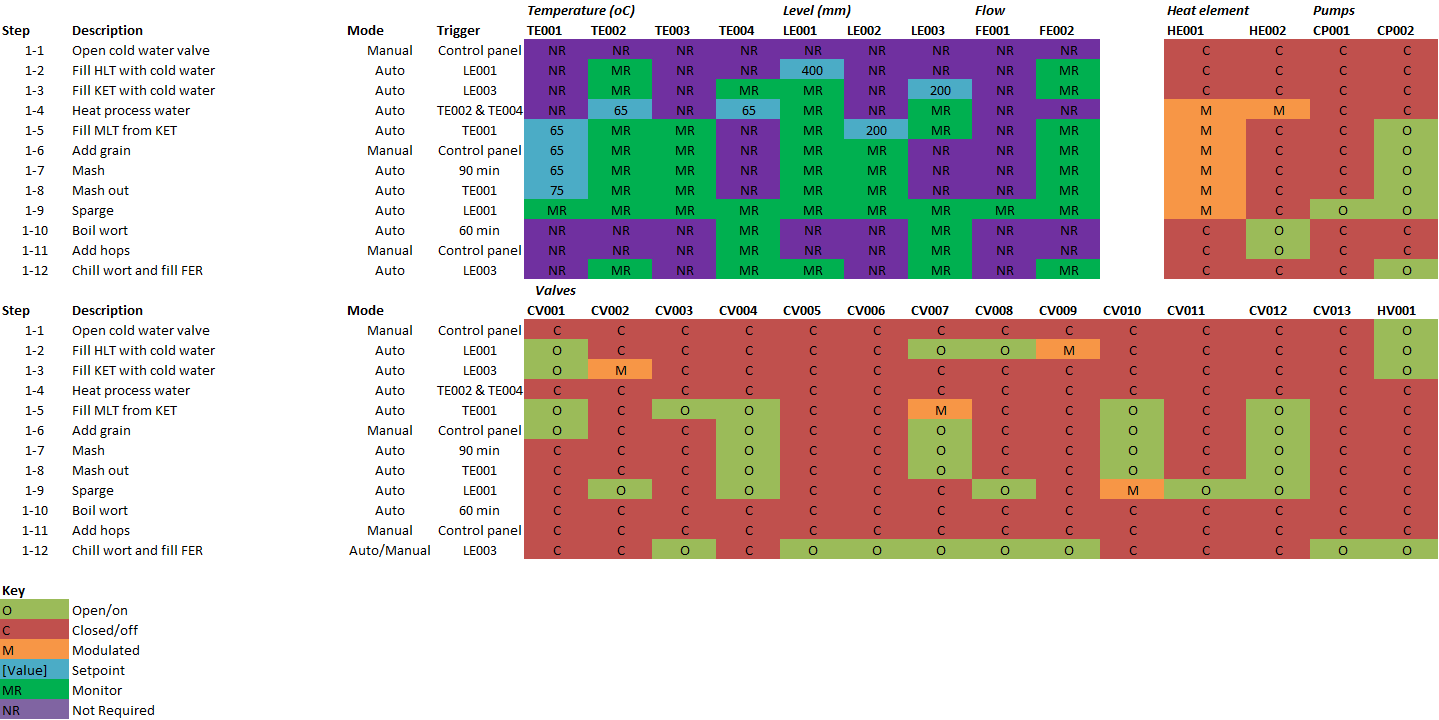 Temperature (oC) Level (mm) Flow Heat element Pumps
Step Description Mode Trigger TE001 TE002 TE003 TE004 LE001 LE002 LE003 FE001 FE002 HE001 HE002 CP001 CP002
1-1 Open cold water valve Manual Control panel NR NR NR NR NR NR NR NR NR C C C C
1-2 Fill HLT with cold water Auto LE001 NR MR NR NR 400 NR NR NR MR C C C C
1-3 Fill KET with cold water Auto LE003 NR MR NR MR MR NR 200 NR MR C C C C
1-4 Heat process water Auto TE002 & TE004 NR 65 NR 65 MR NR MR NR NR M M C C
1-5 Fill MLT from KET Auto TE001 65 MR MR NR MR 200 MR NR MR M C C O
1-6 Add grain Manual Control panel 65 MR MR NR MR MR NR NR MR M C C O
1-7 Mash Auto 90 min 65 MR MR NR MR MR NR NR MR M C C O
1-8 Mash out Auto TE001 75 MR MR NR MR MR NR NR MR M C C O
1-9 Sparge Auto LE001 MR MR MR MR MR MR MR MR MR M C O O
1-10 Boil wort Auto 60 min NR NR NR MR NR NR MR NR NR C O C C
1-11 Add hops Manual Control panel NR NR NR MR NR NR MR NR NR C O C C
1-12 Chill wort and fill FER Auto LE003 NR MR NR MR MR NR MR NR MR C C C O
Valves
Step Description Mode CV001 CV002 CV003 CV004 CV005 CV006 CV007 CV008 CV009 CV010 CV011 CV012 CV013 HV001
1-1 Open cold water valve Manual Control panel C C C C C C C C C C C C C O
1-2 Fill HLT with cold water Auto LE001 O C C C C C O O M C C C C O
1-3 Fill KET with cold water Auto LE003 O M C C C C C C C C C C C O
1-4 Heat process water Auto TE002 & TE004 C C C C C C C C C C C C C C
1-5 Fill MLT from KET Auto TE001 O C O O C C M C C O C O C C
1-6 Add grain Manual Control panel O C C O C C O C C O C O C C
1-7 Mash Auto 90 min C C C O C C O C C O C O C C
1-8 Mash out Auto TE001 C C C O C C O C C O C O C C
1-9 Sparge Auto LE001 C O C O C C C O C M O O C C
1-10 Boil wort Auto 60 min C C C C C C C C C C C C C C
1-11 Add hops Manual Control panel C C C C C C C C C C C C C C
1-12 Chill wort and fill FER Auto/Manual LE003 C C O C O O O O O C C C O O
Key
O Open/on
C Closed/off
M Modulated
[Value] Setpoint
MR Monitor
NR Not Required